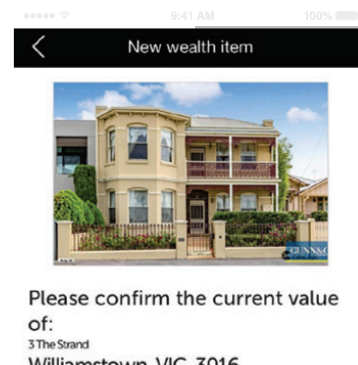 9:41 AM 100%
New wealth item
Please confirm the current value
of:
3 The Strand
Williamstown, VIC, 3016